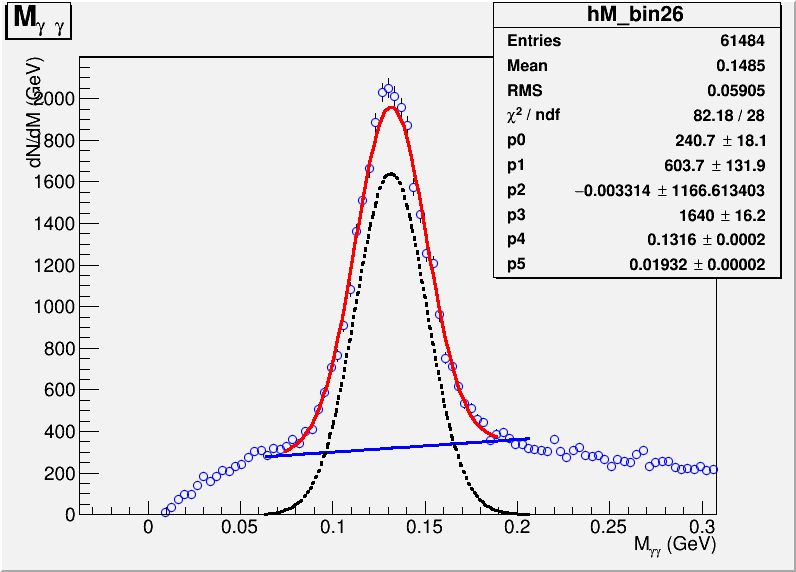 M_γ γ
hM_bin26
Entries 61484
Mean 0.1485
RMS 0.05905
χ² / ndf 82.18 / 28
p0 240.7 ± 18.1
p1 603.7 ± 131.9
p2 −0.003314 ± 1166.613403
p3 1640 ± 16.2
p4 0.1316 ± 0.0002
p5 0.01932 ± 0.00002
dN/dM (GeV)
2000
1800
1600
1400
1200
1000
800
600
400
200
0
0 0.05 0.1 0.15 0.2 0.25 0.3
M_γγ (GeV)